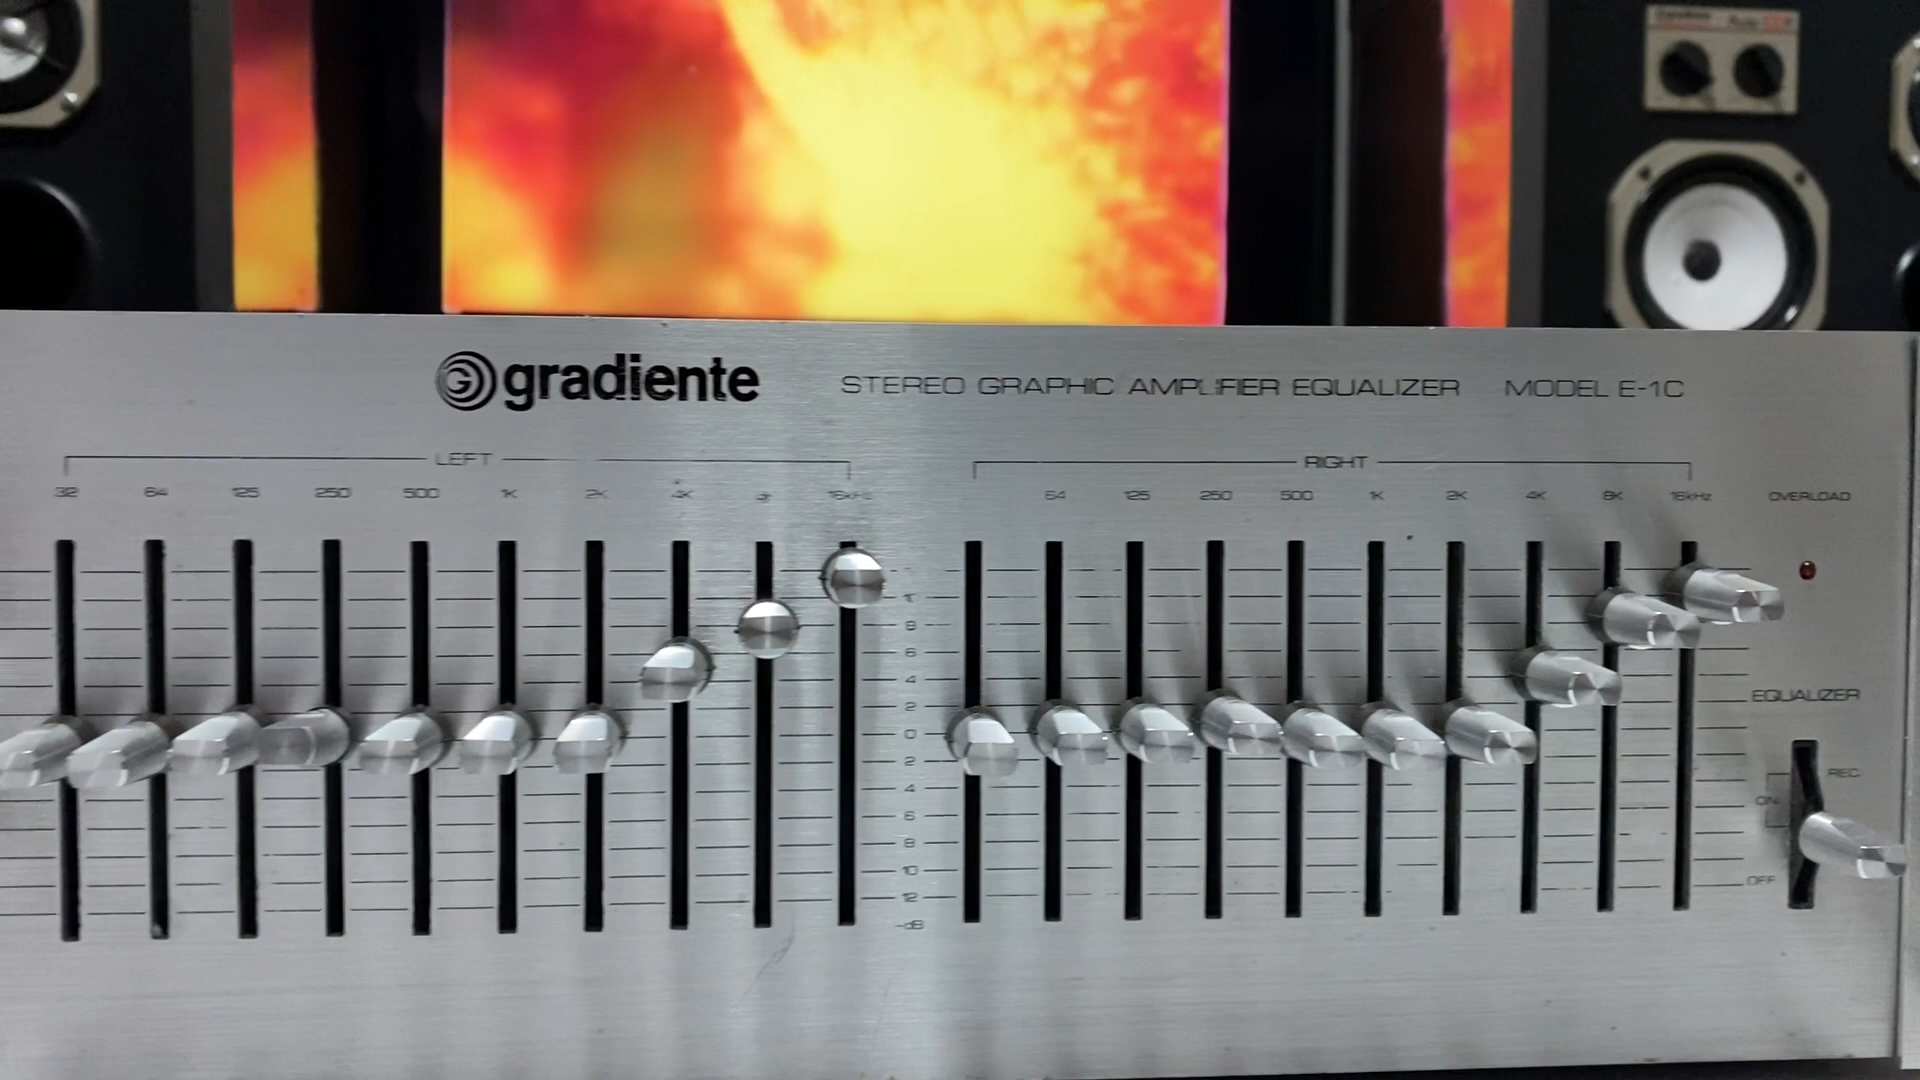 gradiente
STEREO GRAPHIC AMPLIFIER EQUALIZER MODEL E-1C
LEFT RIGHT
32 64 125 250 500 1K 2K 4K 16kHz 64 125 250 500 1K 2K 4K 8K 16kHz OVERLOAD
8
6
4
2
EQUALIZER
0
2
REC
4
ON
6
8
10
OFF
12
-dB